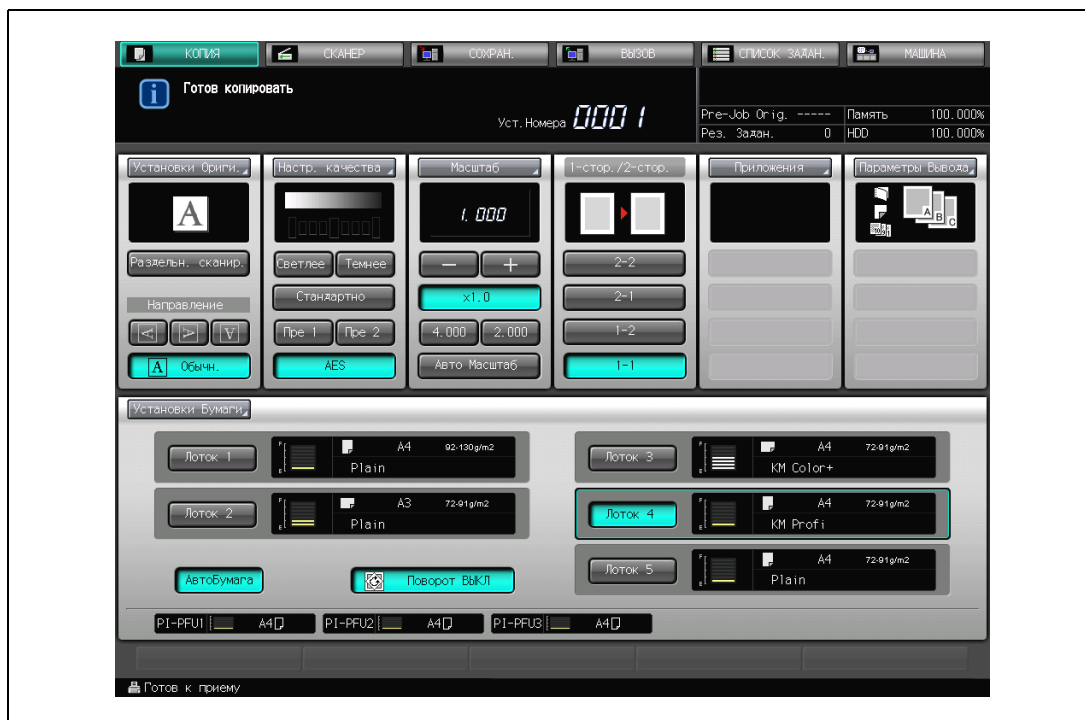 КОПИЯ СКАНЕР СОХРАН. ВЫЗОВ СПИСОК ЗАДАН. МАШИНА
Готов копировать
Уст.Номера 0001
Pre-Job Orig. ----- Память 100.000%
Рез. Задан. 0 HDD 100.000%
Установки Ориги. Настр. качества Масштаб 1-стор./2-стор. Приложения Параметры Вывода
A 1.000 A B C
Раздельн. сканир. Светлее Темнее − + 2-2
Направление Стандартно x1.0 2-1
A A A Пре 1 Пре 2 4.000 2.000 1-2
A Обычн. AES Авто Масштаб 1-1
Установки Бумаги
Лоток 1 F E A4 92-130g/m2 Plain
Лоток 2 F E A3 72-91g/m2 Plain
Лоток 3 F E A4 72-91g/m2 KM Color+
Лоток 4 F E A4 72-91g/m2 KM Profi
Лоток 5 F E A4 72-91g/m2 Plain
АвтоБумага Поворот ВЫКЛ
PI-PFU1 A4 PI-PFU2 A4 PI-PFU3 A4
Готов к приему